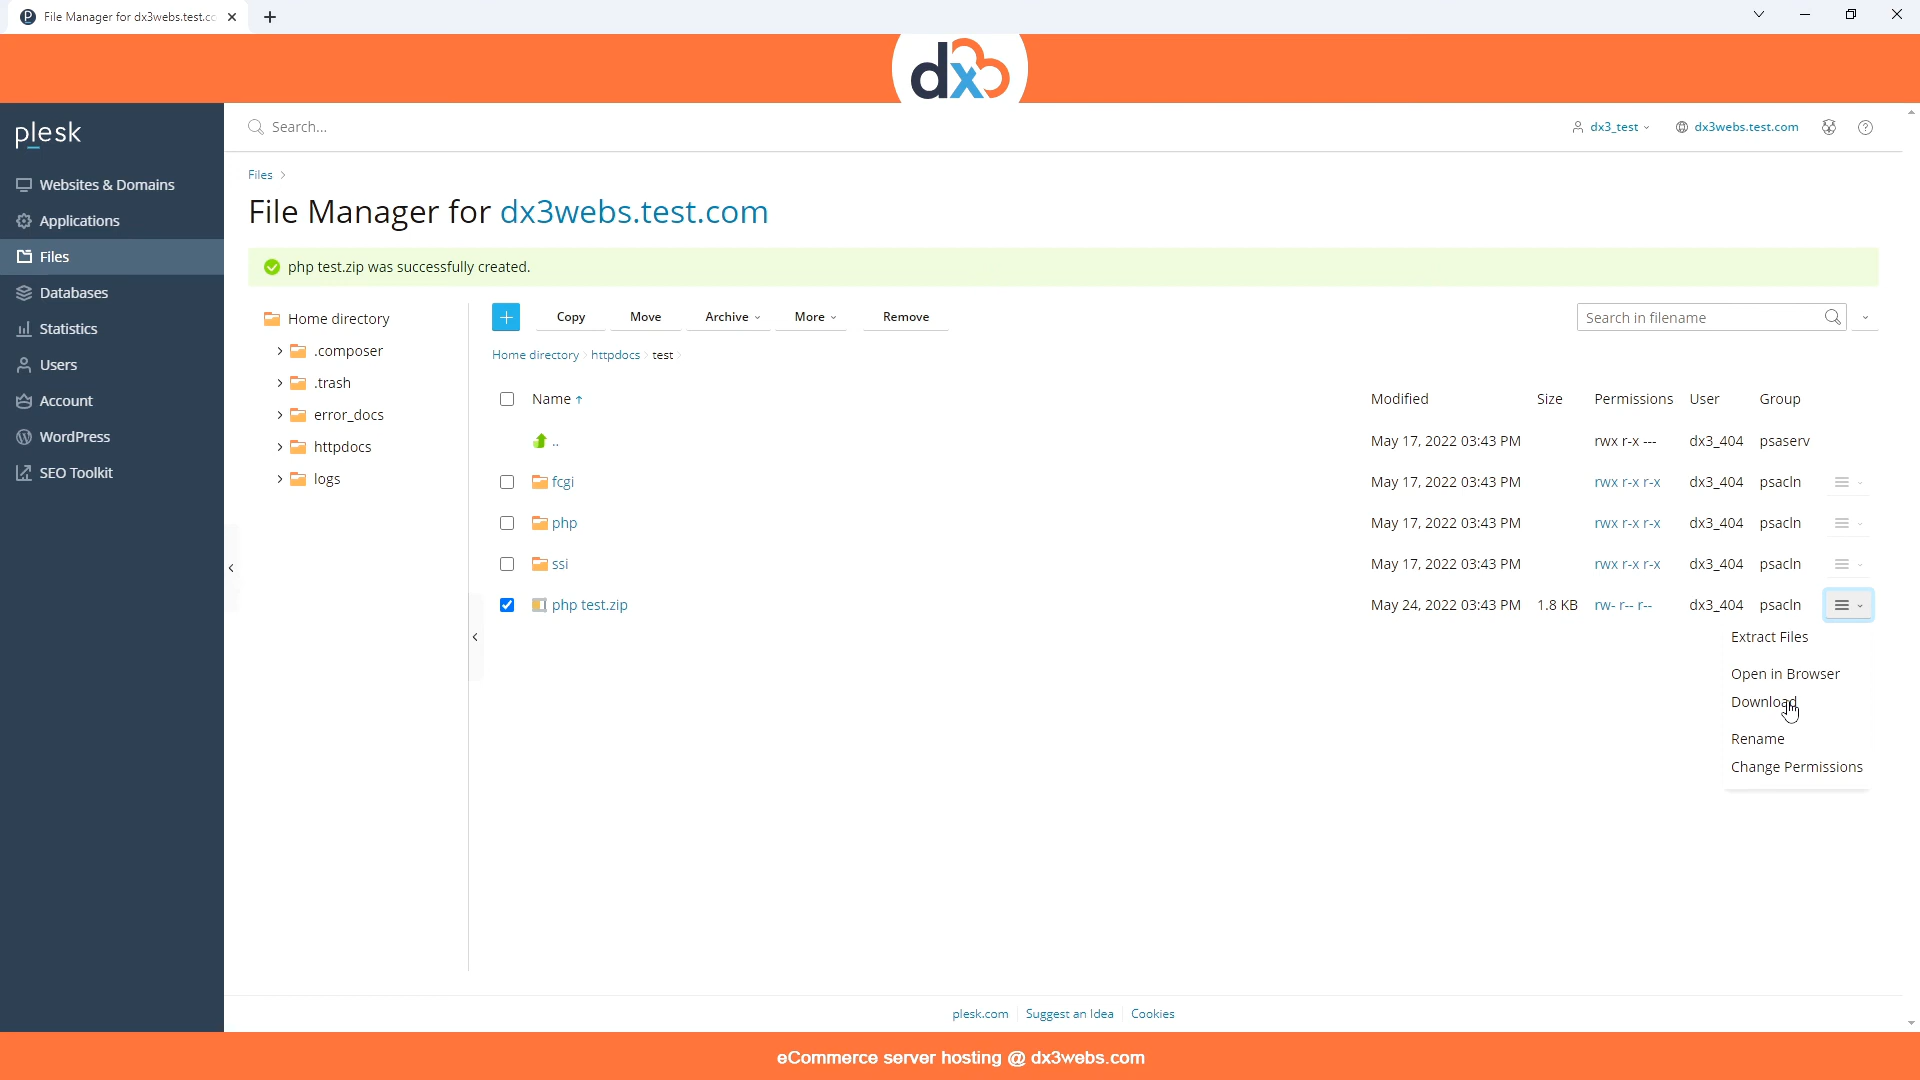 File Manager for dx3webs.test.co
dx3
plesk
Search...
dx3_test
dx3webs.test.com
Websites & Domains
Applications
Files
Databases
Statistics
Users
Account
WordPress
SEO Toolkit
Files
File Manager for dx3webs.test.com
php test.zip was successfully created.
Home directory
.composer
.trash
error_docs
httpdocs
logs
+ Copy Move Archive More Remove
Search in filename
Home directory httpdocs test
Name Modified Size Permissions User Group
.. May 17, 2022 03:43 PM rwx r-x --- dx3_404 psaserv
fcgi May 17, 2022 03:43 PM rwx r-x r-x dx3_404 psacln
php May 17, 2022 03:43 PM rwx r-x r-x dx3_404 psacln
ssi May 17, 2022 03:43 PM rwx r-x r-x dx3_404 psacln
php test.zip May 24, 2022 03:43 PM 1.8 KB rw- r-- r-- dx3_404 psacln
Extract Files
Open in Browser
Download
Rename
Change Permissions
plesk.com Suggest an Idea Cookies
eCommerce server hosting @ dx3webs.com